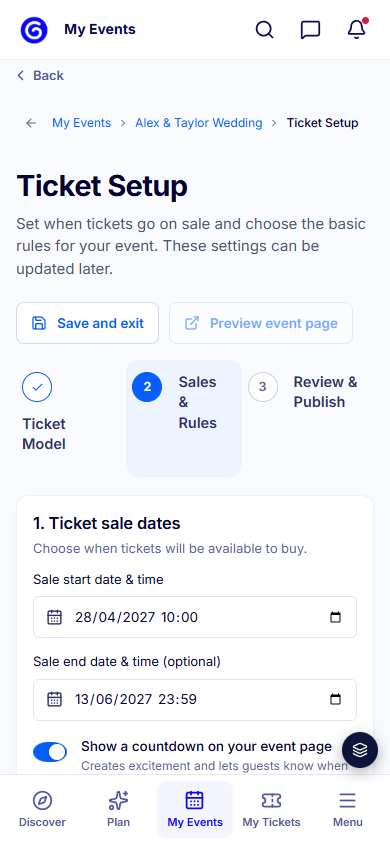 My Events
Back
My Events > Alex & Taylor Wedding > Ticket Setup
Ticket Setup
Set when tickets go on sale and choose the basic
rules for your event. These settings can be
updated later.
Save and exit
Preview event page
Ticket
Model
2
Sales
&
Rules
3
Review &
Publish
1. Ticket sale dates
Choose when tickets will be available to buy.
Sale start date & time
28/04/2027 10:00
Sale end date & time (optional)
13/06/2027 23:59
Show a countdown on your event page
Creates excitement and lets guests know when
Discover
Plan
My Events
My Tickets
Menu